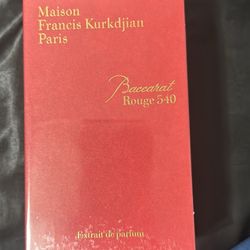 Maison
Francis Kurkdjian
Paris
Baccarat
Rouge 540
Extrait de parfum